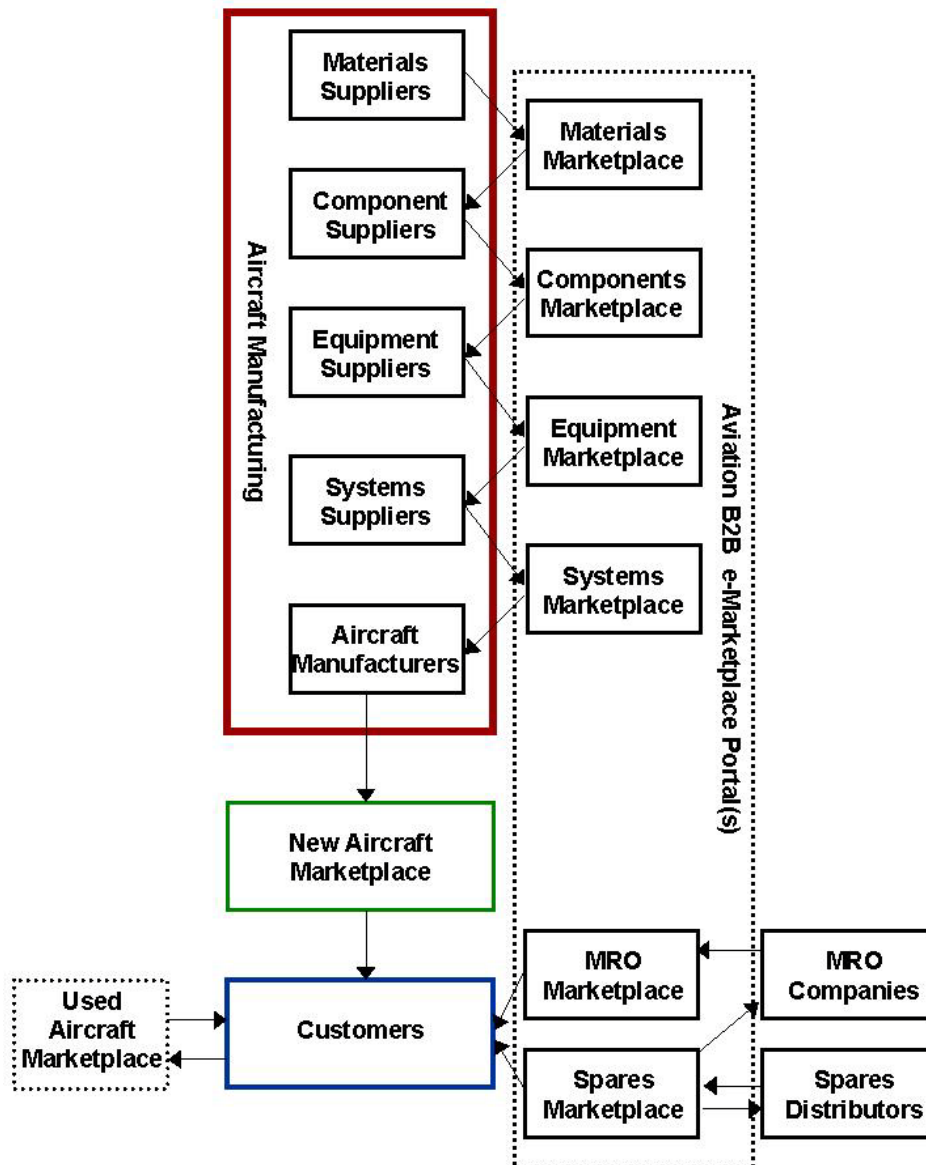 Materials
Suppliers
Materials
Marketplace
Component
Suppliers
Components
Marketplace
Equipment
Suppliers
Equipment
Marketplace
Systems
Suppliers
Systems
Marketplace
Aircraft
Manufacturers
Aircraft Manufacturing
Aviation B2B e-Marketplace Portal(s)
New Aircraft
Marketplace
MRO
Marketplace
MRO
Companies
Used
Aircraft
Marketplace
Customers
Spares
Marketplace
Spares
Distributors